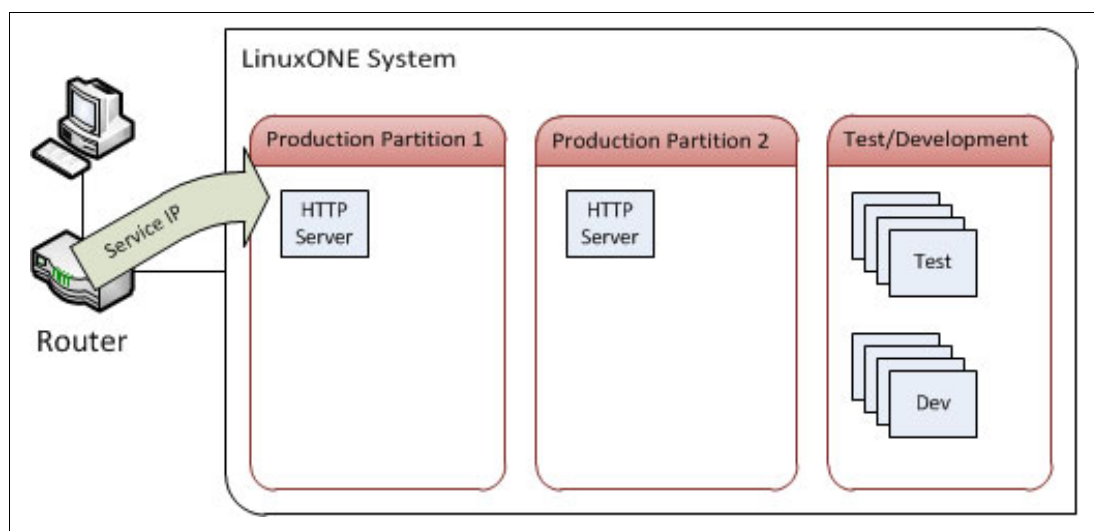 LinuxONE System
Production Partition 1
Production Partition 2
Test/Development
HTTP
Server
HTTP
Server
Service IP
Test
Router
Dev